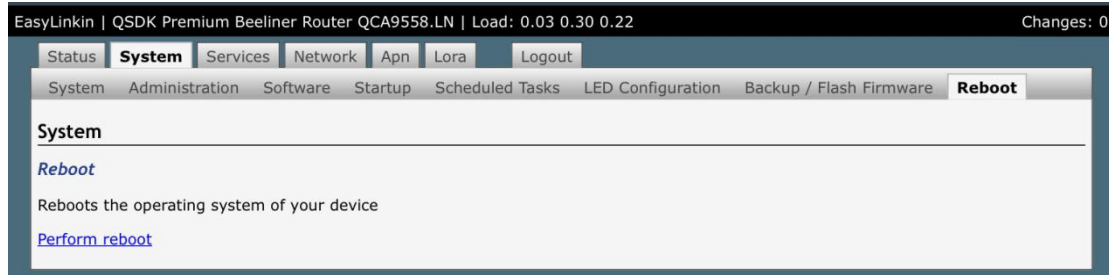 EasyLinkin | QSDK Premium Beeliner Router QCA9558.LN | Load: 0.03 0.30 0.22 Changes: 0
Status System Services Network Apn Lora Logout
System Administration Software Startup Scheduled Tasks LED Configuration Backup / Flash Firmware Reboot
System
Reboot
Reboots the operating system of your device
Perform reboot